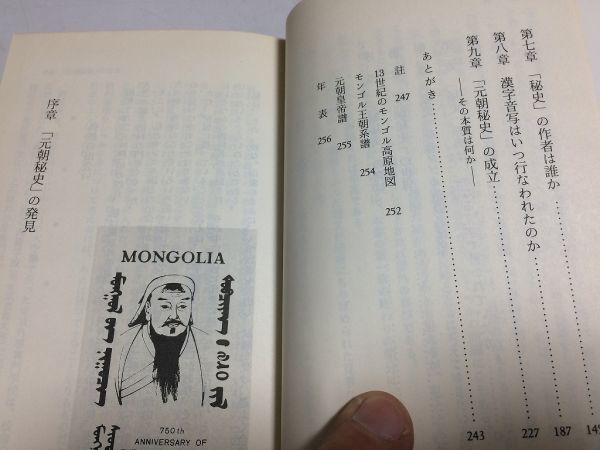 第七章 「秘史」の作者は誰か
第八章 漢字音写はいつ行なわれたのか 187
第九章 「元朝秘史」の成立 227
——その本質は何か——
あとがき 243
註 247
13世紀のモンゴル高原地図 252
モンゴル王朝系譜 254
元朝皇帝譜 255
年表 256
序章 「元朝秘史」の発見
MONGOLIA
750th
ANNIVERSARY OF